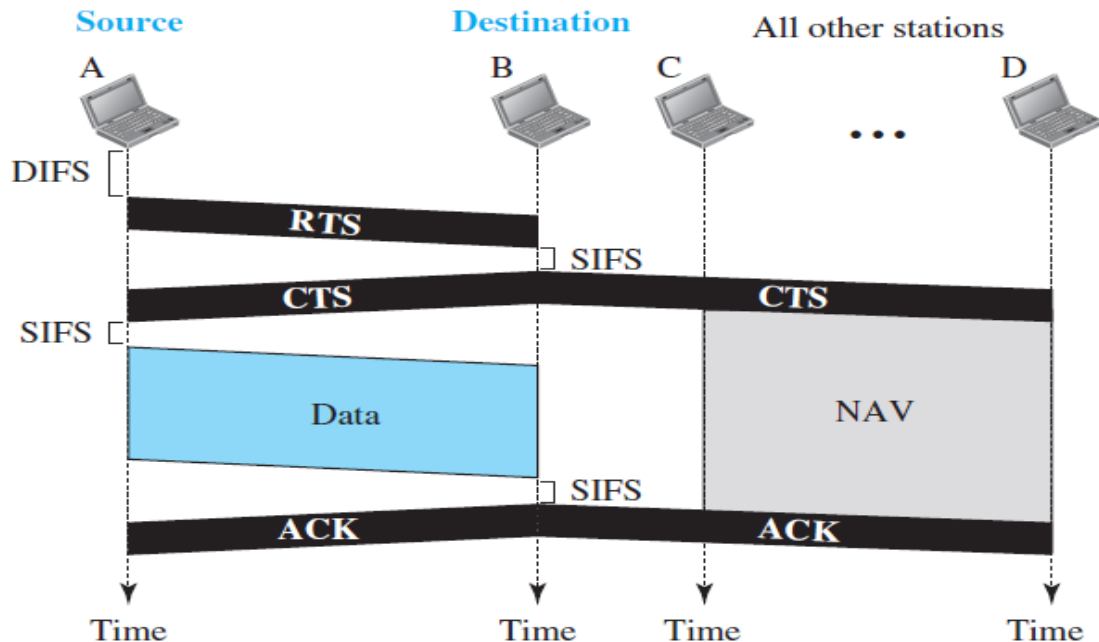 Source
Destination
All other stations
A
B
C
D
...
DIFS
RTS
SIFS
CTS
CTS
SIFS
Data
NAV
SIFS
ACK
ACK
Time
Time
Time
Time